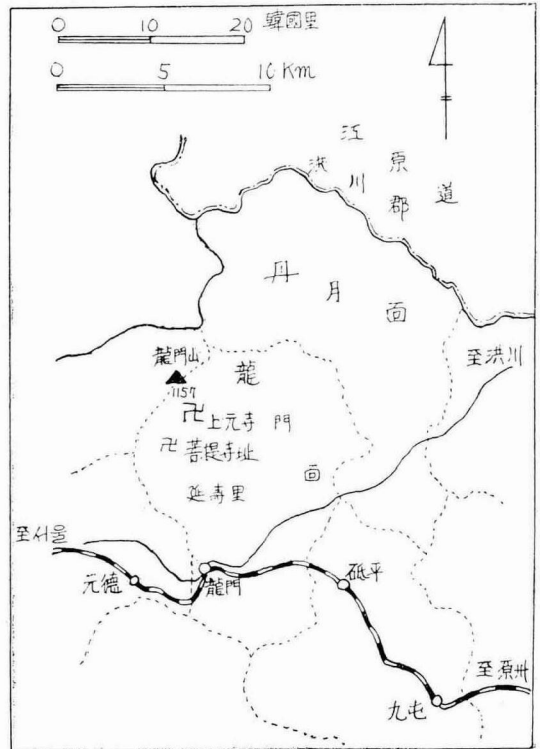 0 10 20 韓國里
0 5 10 Km
江原道
洪川郡
丹月面
龍門山
1157
龍門面
至洪川
卍上元寺
卍菩提寺址
延壽里
至서울
元德
龍門
砥平
至原州
九屯